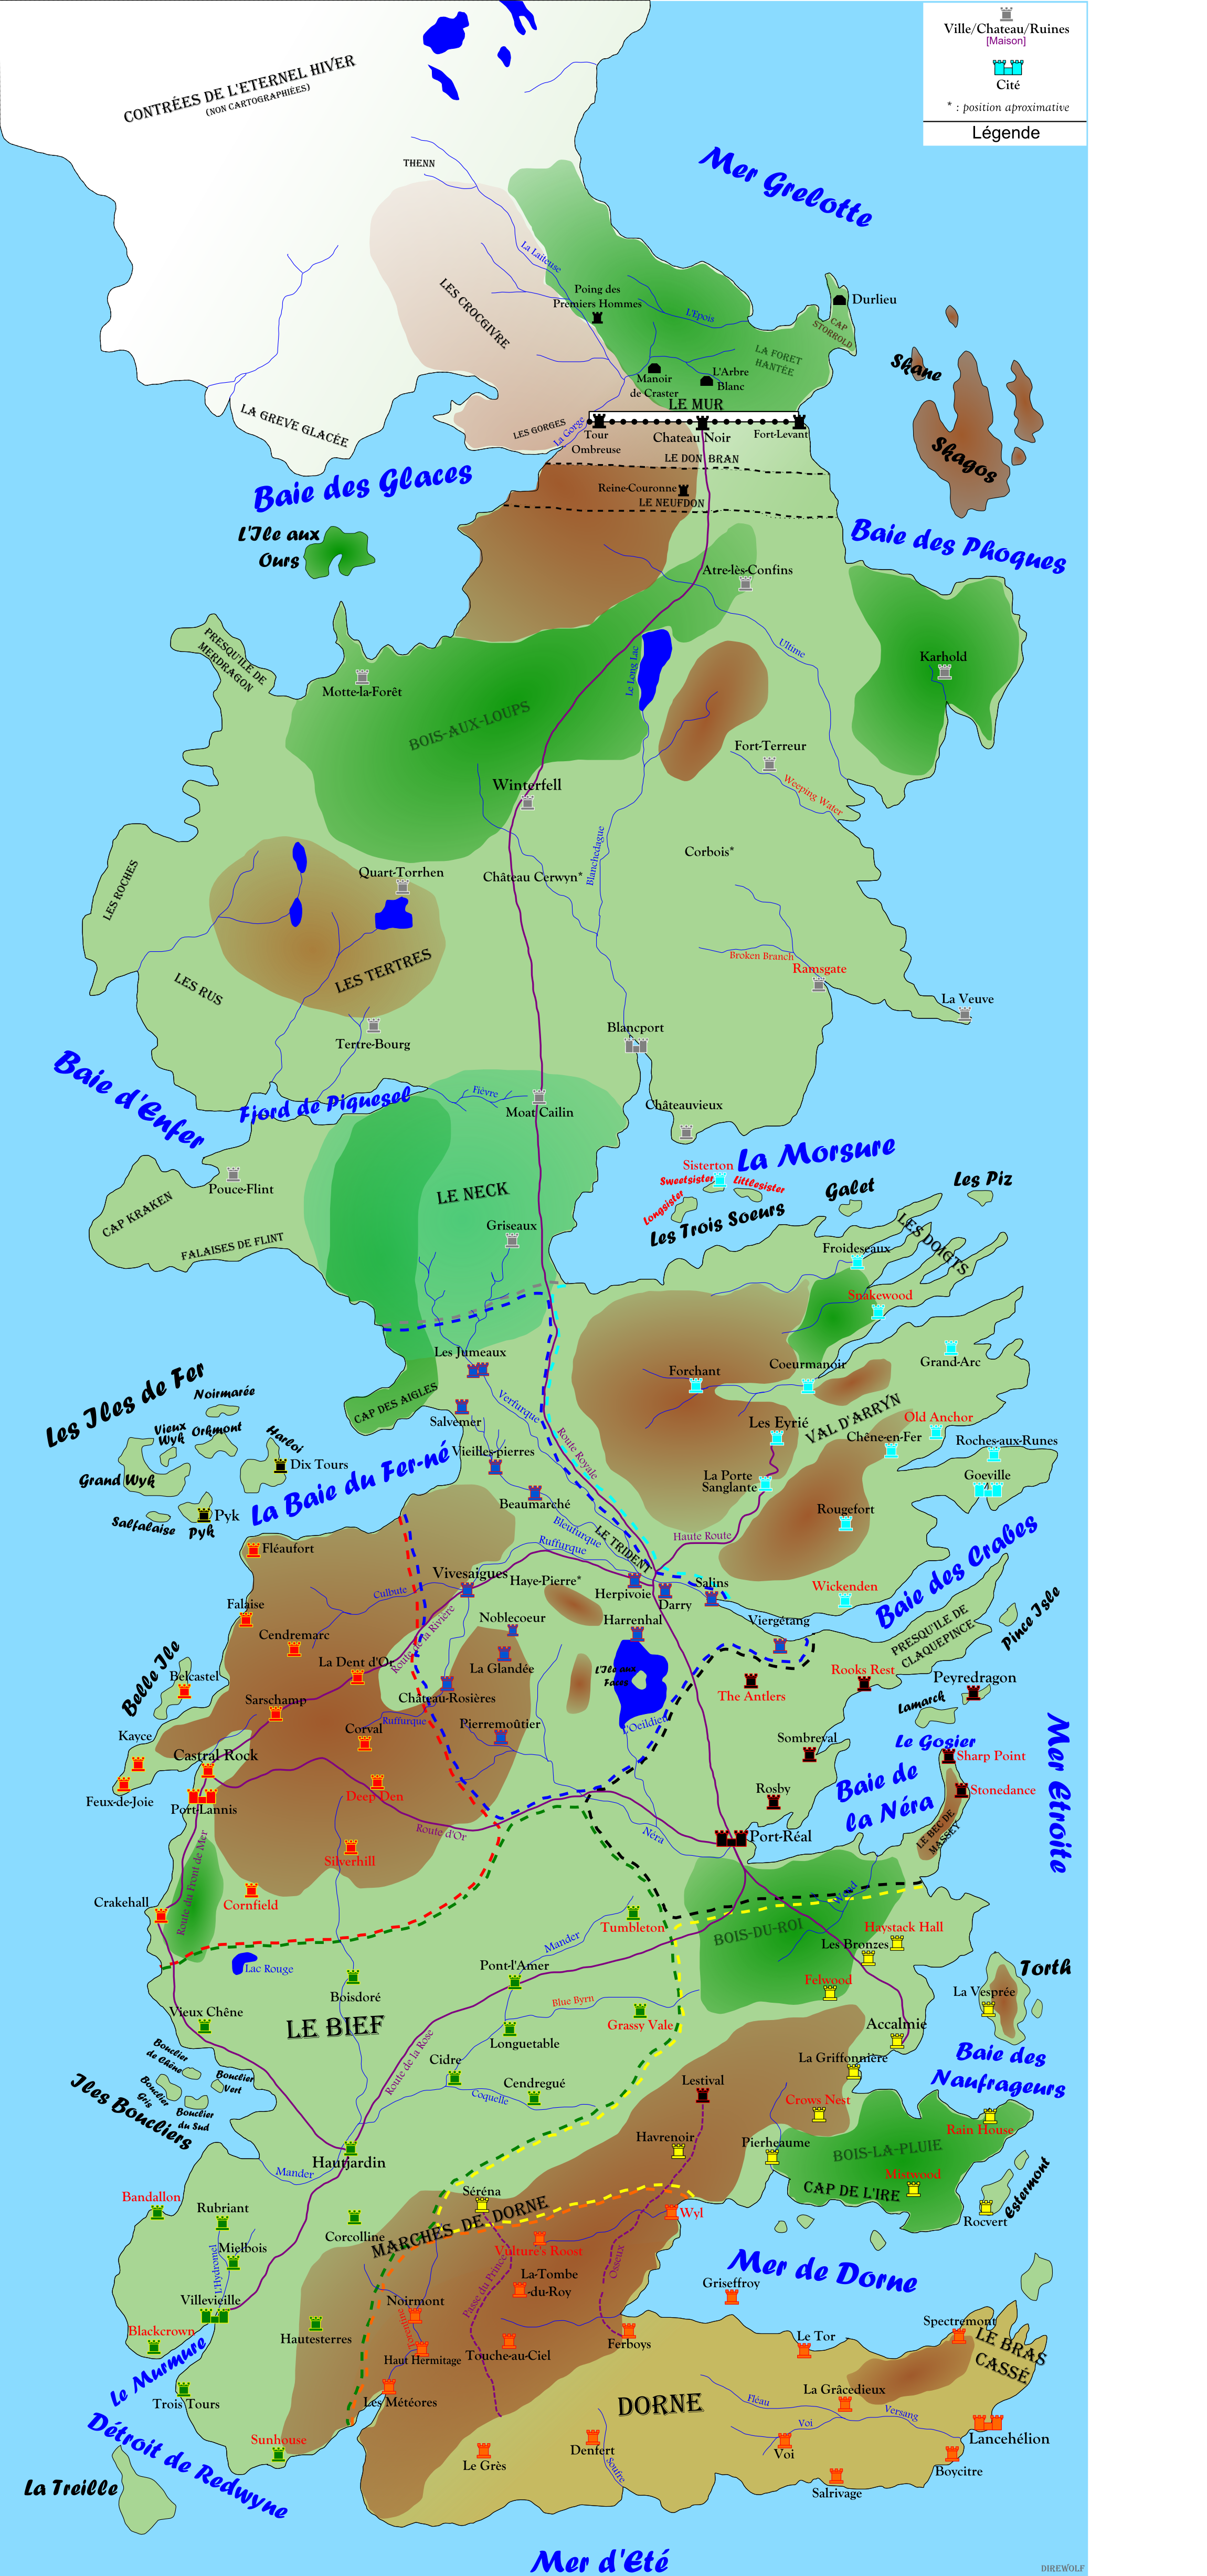 Ville/Chateau/Ruines
[Maison]
Cité
* : position aproximative
Légende
CONTRÉES DE L'ETERNEL HIVER
(NON CARTOGRAPHIÉES)
THENN
Mer Grelotte
La Laiteuse
LES CROCGIVRE
Poing des
Premiers Hommes
L'Epois
Durlieu
CAP
STORROLD
LA FORET
HANTÉE
Skane
Skagos
Manoir
de Craster
L'Arbre
Blanc
LE MUR
LA GREVE GLACÉE
LES GORGES
La Gorge
Tour
Ombreuse
Chateau Noir
Fort-Levant
LE DON BRAN
Reine-Couronne
LE NEUFDON
Baie des Glaces
L'Ile aux
Ours
Baie des Phoques
Atre-lès-Confins
Ultime
Karhold
PRESQU'ILE DE
MERDRAGON
Motte-la-Forêt
Le Long Lac
BOIS-AUX-LOUPS
Fort-Terreur
Weeping Water
Winterfell
Corbois*
Blanchedague
Château Cerwyn*
Quart-Torrhen
LES ROCHES
LES TERTRES
LES RUS
Broken Branch
Ramsgate
La Veuve
Tertre-Bourg
Blancport
Baie d'Enfer
Fjord de Piquesel
Fièvre
Moat Cailin
Châteauvieux
La Morsure
Sisterton
Sweetsister
Littlesister
Longsister
Les Trois Soeurs
Galet
Les Piz
Pouce-Flint
CAP KRAKEN
FALAISES DE FLINT
LE NECK
Griseaux
LES DOIGTS
Froideseaux
Snakewood
Les Jumeaux
Grand-Arc
Coeurmanoir
Forchant
Les Iles de Fer
Noirmarée
Vieux
Wyk
Orkmont
Harloi
Grand Wyk
Dix Tours
Salfalaise
Pyk
Pyk
CAP DES AIGLES
Salvemer
Verfurque
Route Royale
VAL D'ARRYN
Les Eyrié
Old Anchor
Chêne-en-Fer
Roches-aux-Runes
Goeville
La Porte
Sanglante
Rougefort
La Baie du Fer-né
Vieilles-pierres
Beaumarché
Bleufurque
Ruffurque
LE TRIDENT
Haute Route
Baie des Crabes
Fléaufort
Vivesaigues
Haye-Pierre*
Culbute
Herpivoie
Darry
Salins
Wickenden
Viergétang
Harrenhal
PRESQU'ILE DE
CLAQUEPINCE
Pince Isle
Falaise
Cendremarc
Route de la Rivière
Noblecoeur
La Glandée
L'Ile aux
Faces
Belle Ile
Belcastel
La Dent d'Or
Château-Rosières
Ruffurque
Pierremoûtier
The Antlers
Rooks Rest
Peyredragon
Lamarck
Sarschamp
Corval
L'Oeildieu
Sombreval
Le Gosier
Mer Etroite
Kayce
Castral Rock
Feux-de-Joie
Port-Lannis
Deep Den
Sharp Point
Stonedance
Rosby
Baie de
la Néra
LE BEC DE
MASSEY
Route d'Or
Néra
Port-Réal
Silverhill
Route du Front de Mer
Cornfield
Crakehall
Wend
Tumbleton
BOIS-DU-ROI
Haystack Hall
Les Bronzes
Mander
Lac Rouge
Pont-l'Amer
Boisdoré
Felwood
Torth
La Vesprée
Blue Byrn
Grassy Vale
Vieux Chêne
LE BIEF
Longuetable
Accalmie
Baie des
Naufrageurs
La Griffonnière
Route de la Rose
Bouclier
de Chêne
Bouclier
Gris
Bouclier
Vert
Bouclier
du Sud
Iles Boucliers
Cidre
Coquelle
Cendregué
Lestival
Crows Nest
Rain House
BOIS-LA-PLUIE
Havrenoir
Pierheaume
Mistwood
CAP DE L'IRE
Estermont
Rocvert
Hautjardin
Mander
Bandallon
Rubriant
Séréna
Wyl
Corcolline
MARCHES DE DORNE
Vulture's Roost
Mielbois
Mer de Dorne
Griseffroy
La-Tombe
-du-Roy
Osseux
Passe du Prince
Villevieille
Noirmont
Blackcrown
Hautesterres
Haut Hermitage
Touche-au-Ciel
Ferboys
Spectremont
LE BRAS
CASSÉ
Le Tor
Le Murmure
Trois Tours
Les Météores
DORNE
La Grâcedieux
Fléau
Versang
Voi
Détroit de Redwyne
Lancehélion
Sunhouse
Le Grès
Denfert
Soufre
Voi
Boycitre
La Treille
Salrivage
Mer d'Eté
DIREWOLF